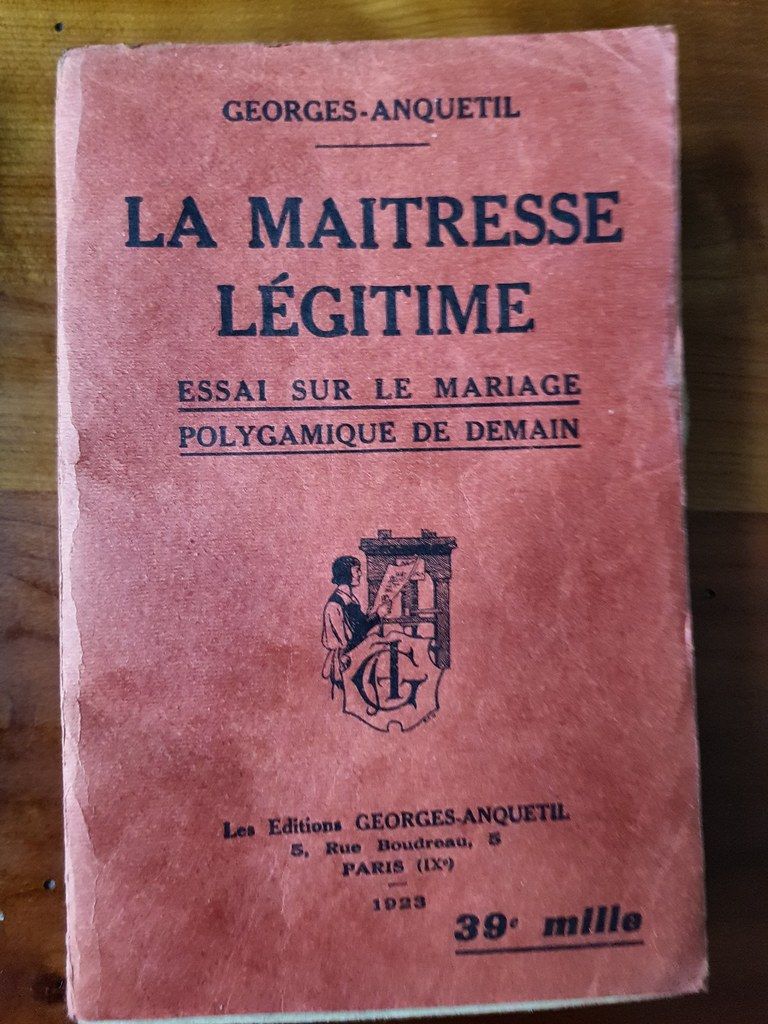 GEORGES-ANQUETIL
LA MAITRESSE
LÉGITIME
ESSAI SUR LE MARIAGE
POLYGAMIQUE DE DEMAIN
Les Editions GEORGES-ANQUETIL
5, Rue Boudreau, 5
PARIS (IXᵉ)
1923
39ᵉ mille